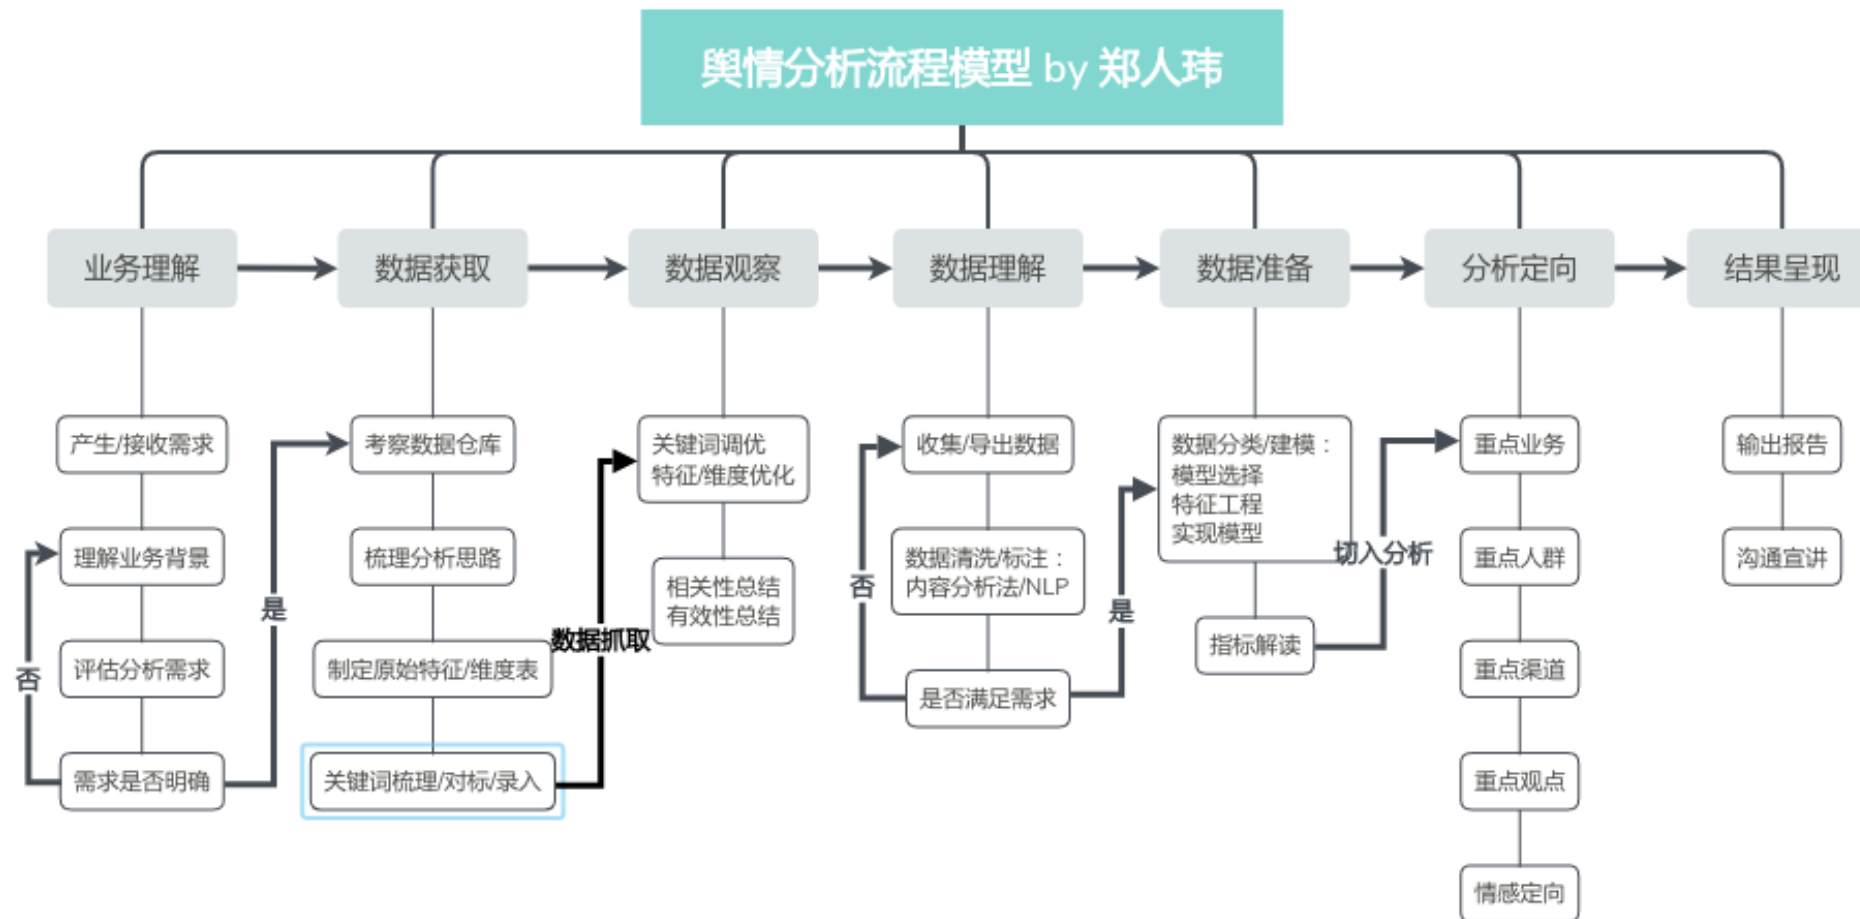 舆情分析流程模型 by 郑人玮
业务理解
数据获取
数据观察
数据理解
数据准备
分析定向
结果呈现
产生/接收需求
理解业务背景
评估分析需求
需求是否明确
否
是
考察数据仓库
梳理分析思路
制定原始特征/维度表
关键词梳理/对标/录入
数据抓取
关键词调优
特征/维度优化
相关性总结
有效性总结
收集/导出数据
数据清洗/标注：
内容分析法/NLP
是否满足需求
否
是
数据分类/建模：
模型选择
特征工程
实现模型
指标解读
切入分析
重点业务
重点人群
重点渠道
重点观点
情感定向
输出报告
沟通宣讲